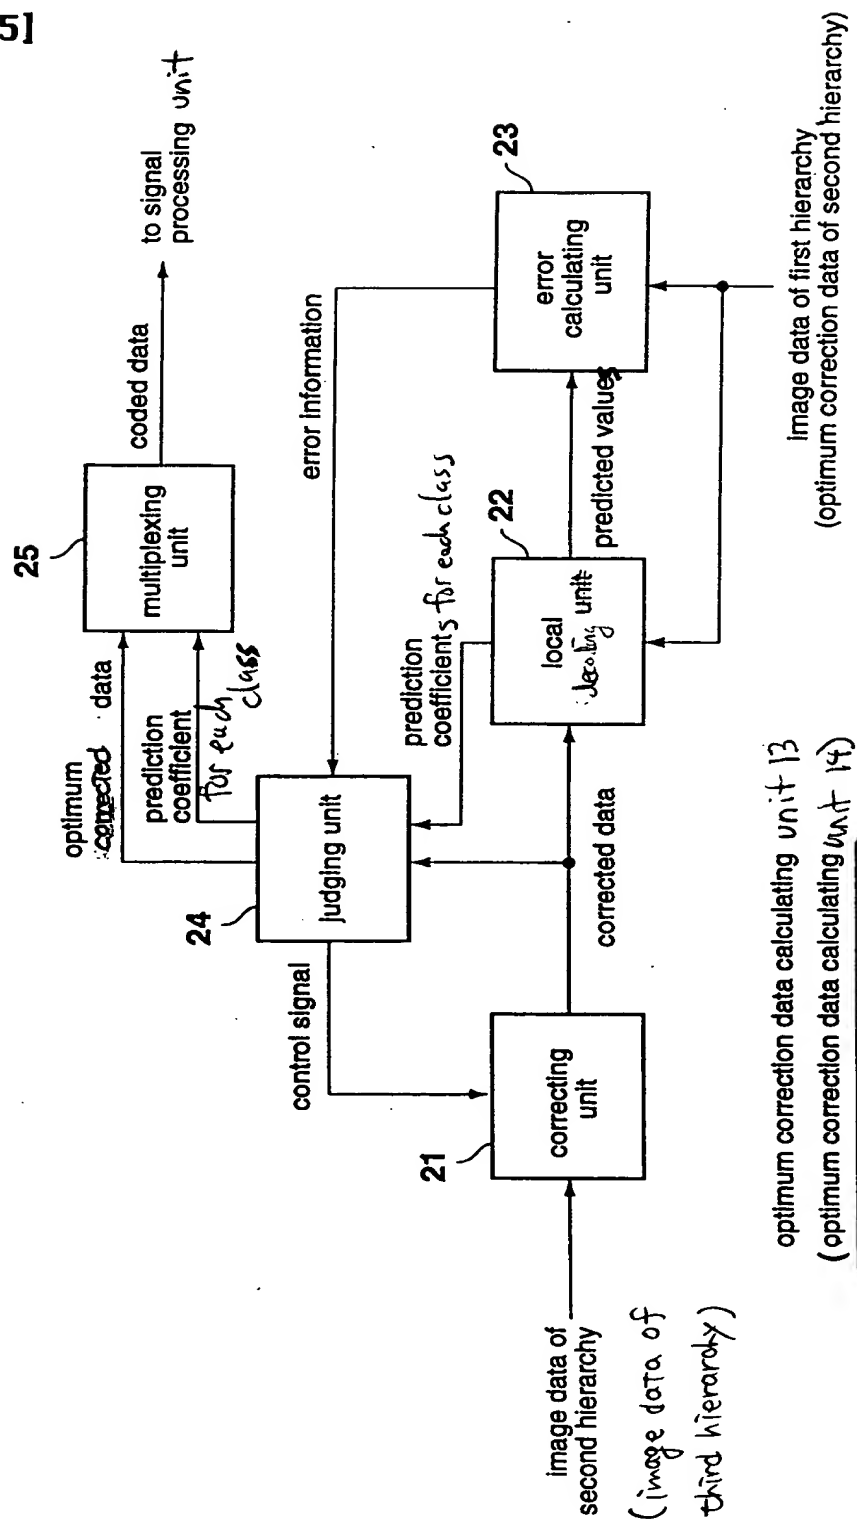 5]
25
multiplexing
unit
coded data
to signal
processing unit
optimum
corrected data
prediction
coefficient
for each
class
error information
24
judging unit
control signal
prediction
coefficients for each class
23
error
calculating
unit
predicted values
22
local
decoding unit
21
correcting
unit
corrected data
image data of
second hierarchy
(image data of
third hierarchy)
image data of first hierarchy
(optimum correction data of second hierarchy)
optimum correction data calculating unit 13
(optimum correction data calculating unit 14)